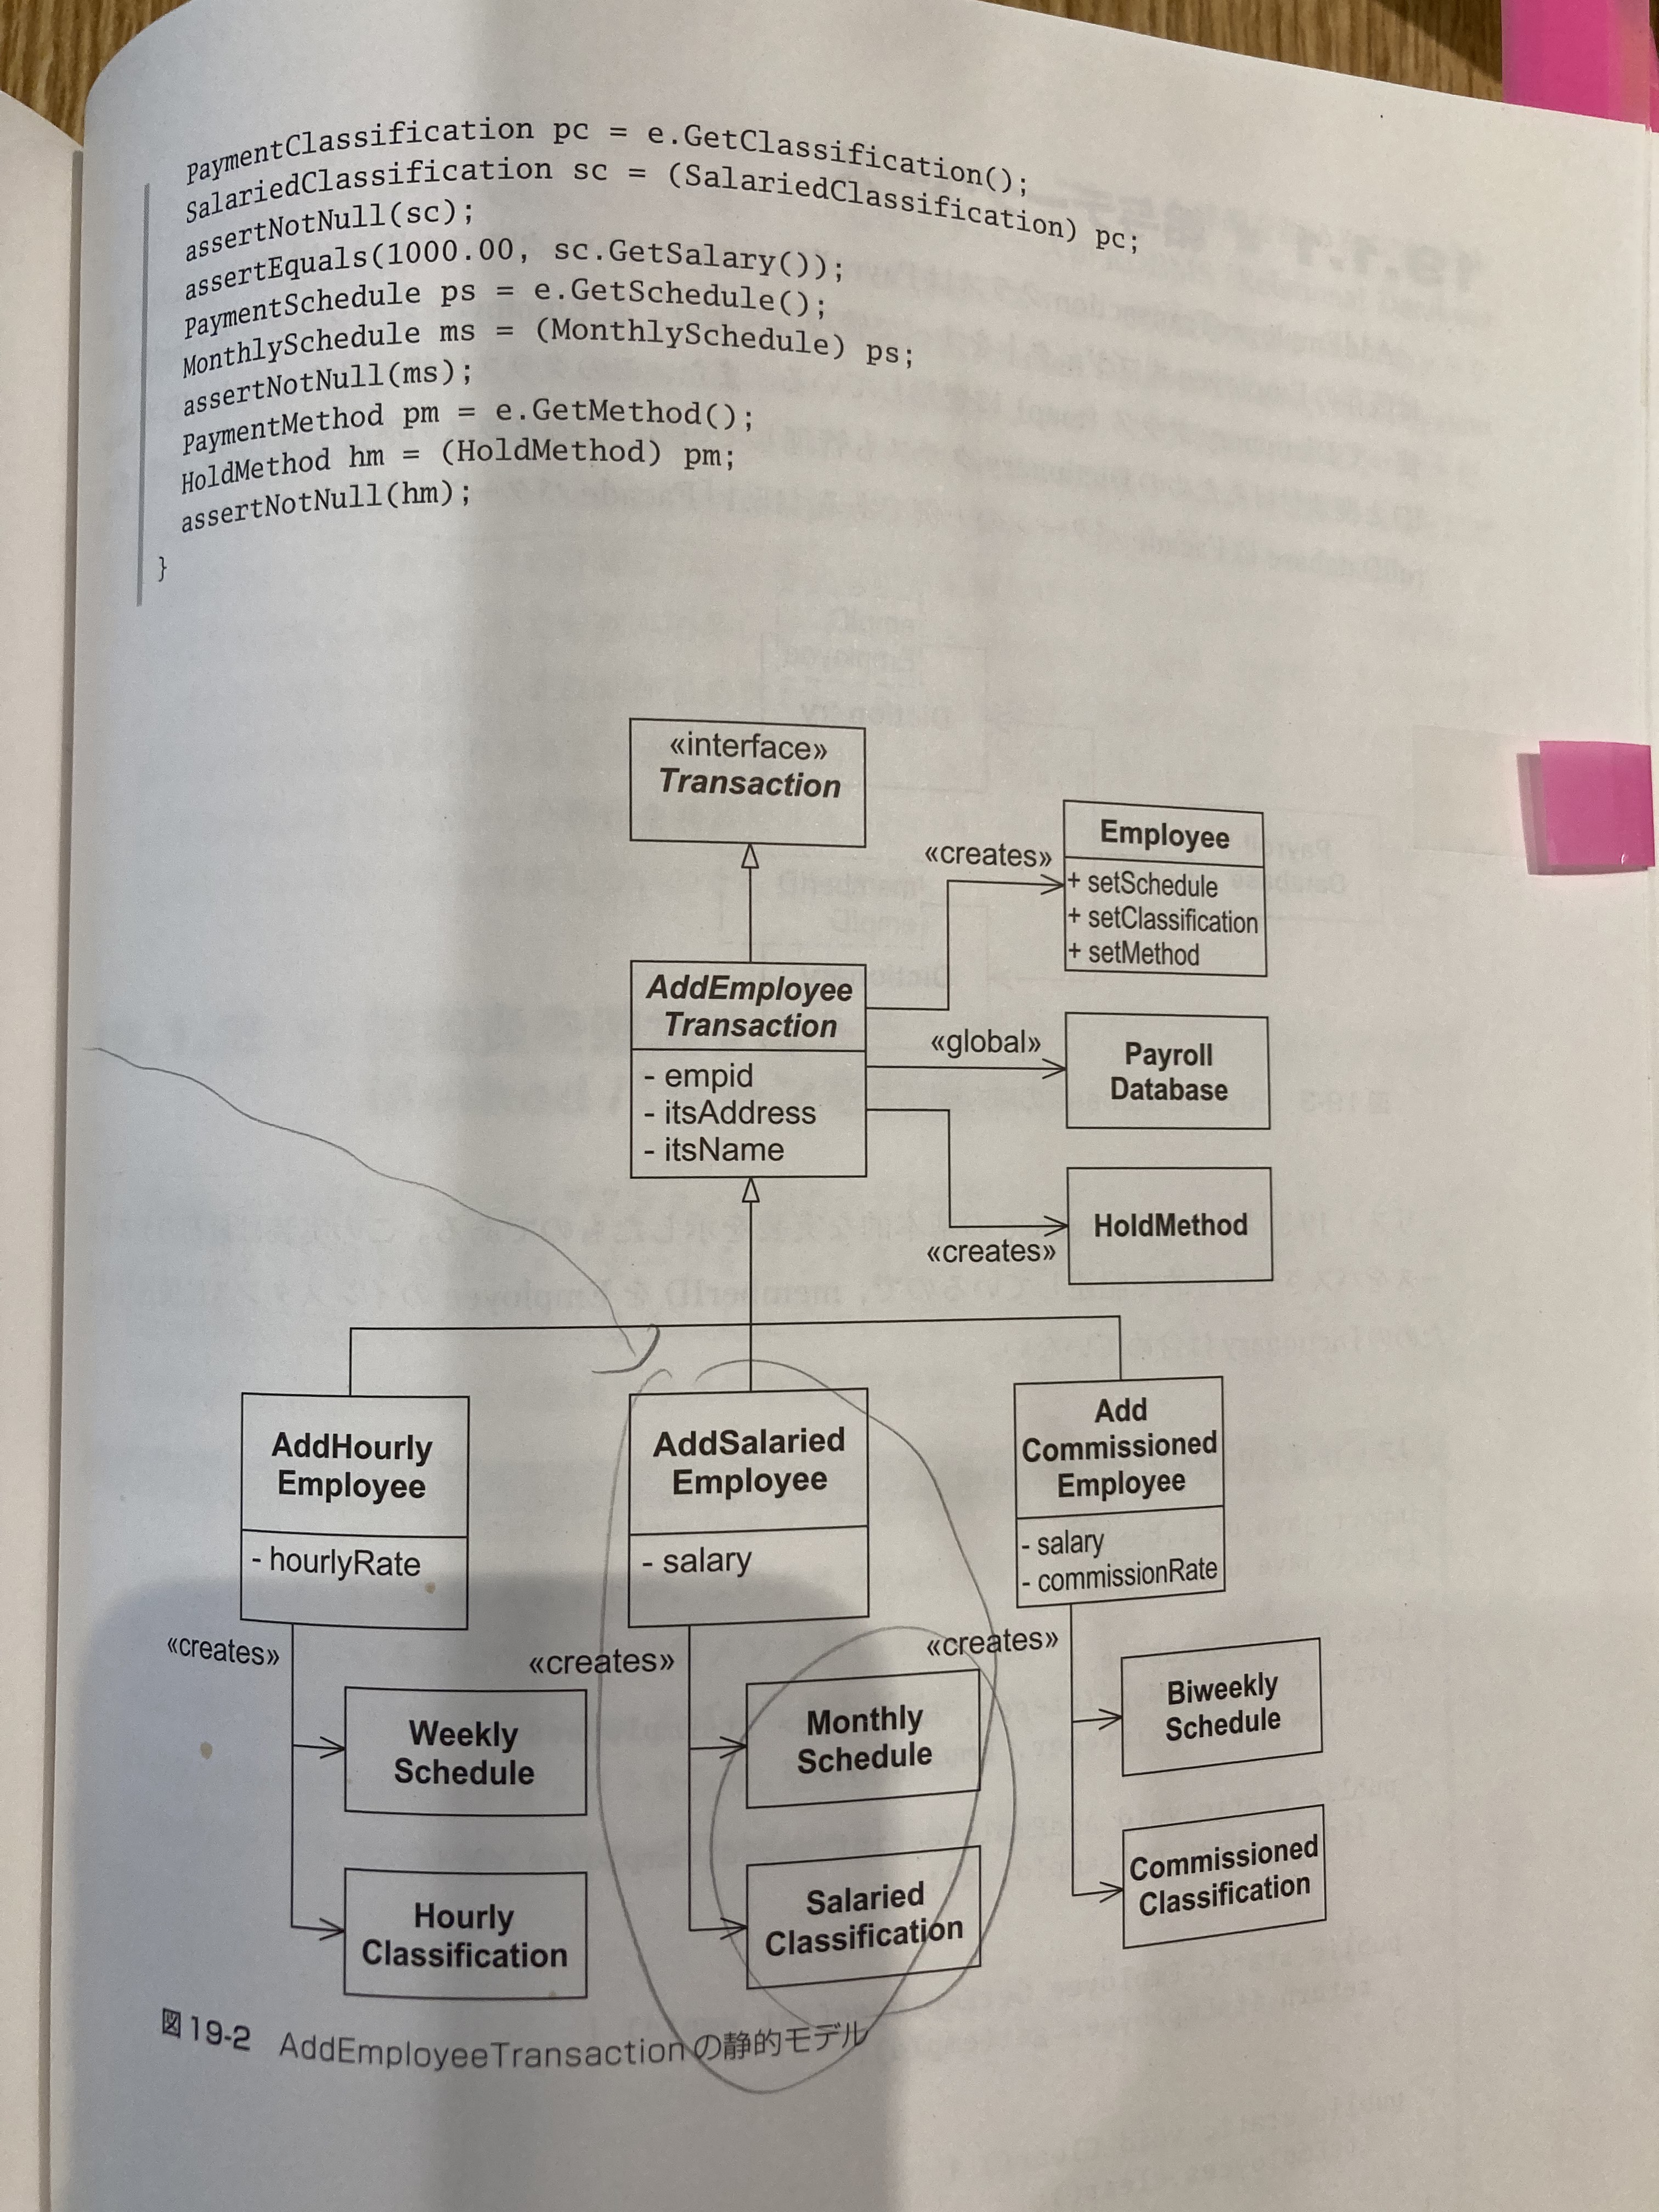 PaymentClassification pc = e.GetClassification();
SalariedClassification sc = (SalariedClassification) pc;
assertNotNull(sc);
assertEquals(1000.00, sc.GetSalary());
PaymentSchedule ps = e.GetSchedule();
MonthlySchedule ms = (MonthlySchedule) ps;
assertNotNull(ms);
PaymentMethod pm = e.GetMethod();
HoldMethod hm = (HoldMethod) pm;
assertNotNull(hm);
}
«interface»
Transaction
«creates»
Employee
+ setSchedule
+ setClassification
+ setMethod
AddEmployee
Transaction
- empid
- itsAddress
- itsName
«global»
Payroll
Database
«creates»
HoldMethod
AddHourly
Employee
- hourlyRate
AddSalaried
Employee
- salary
Add
Commissioned
Employee
- salary
- commissionRate
«creates»
Weekly
Schedule
Hourly
Classification
«creates»
Monthly
Schedule
Salaried
Classification
«creates»
Biweekly
Schedule
Commissioned
Classification
図19-2 AddEmployeeTransactionの静的モデル